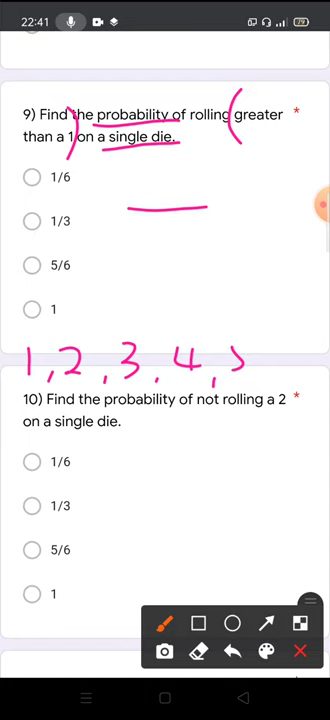 22:41
79
9) Find the probability of rolling greater *
than a 1 on a single die.
1/6
1/3
5/6
1
1, 2, 3, 4,
10) Find the probability of not rolling a 2 *
on a single die.
1/6
1/3
5/6
1